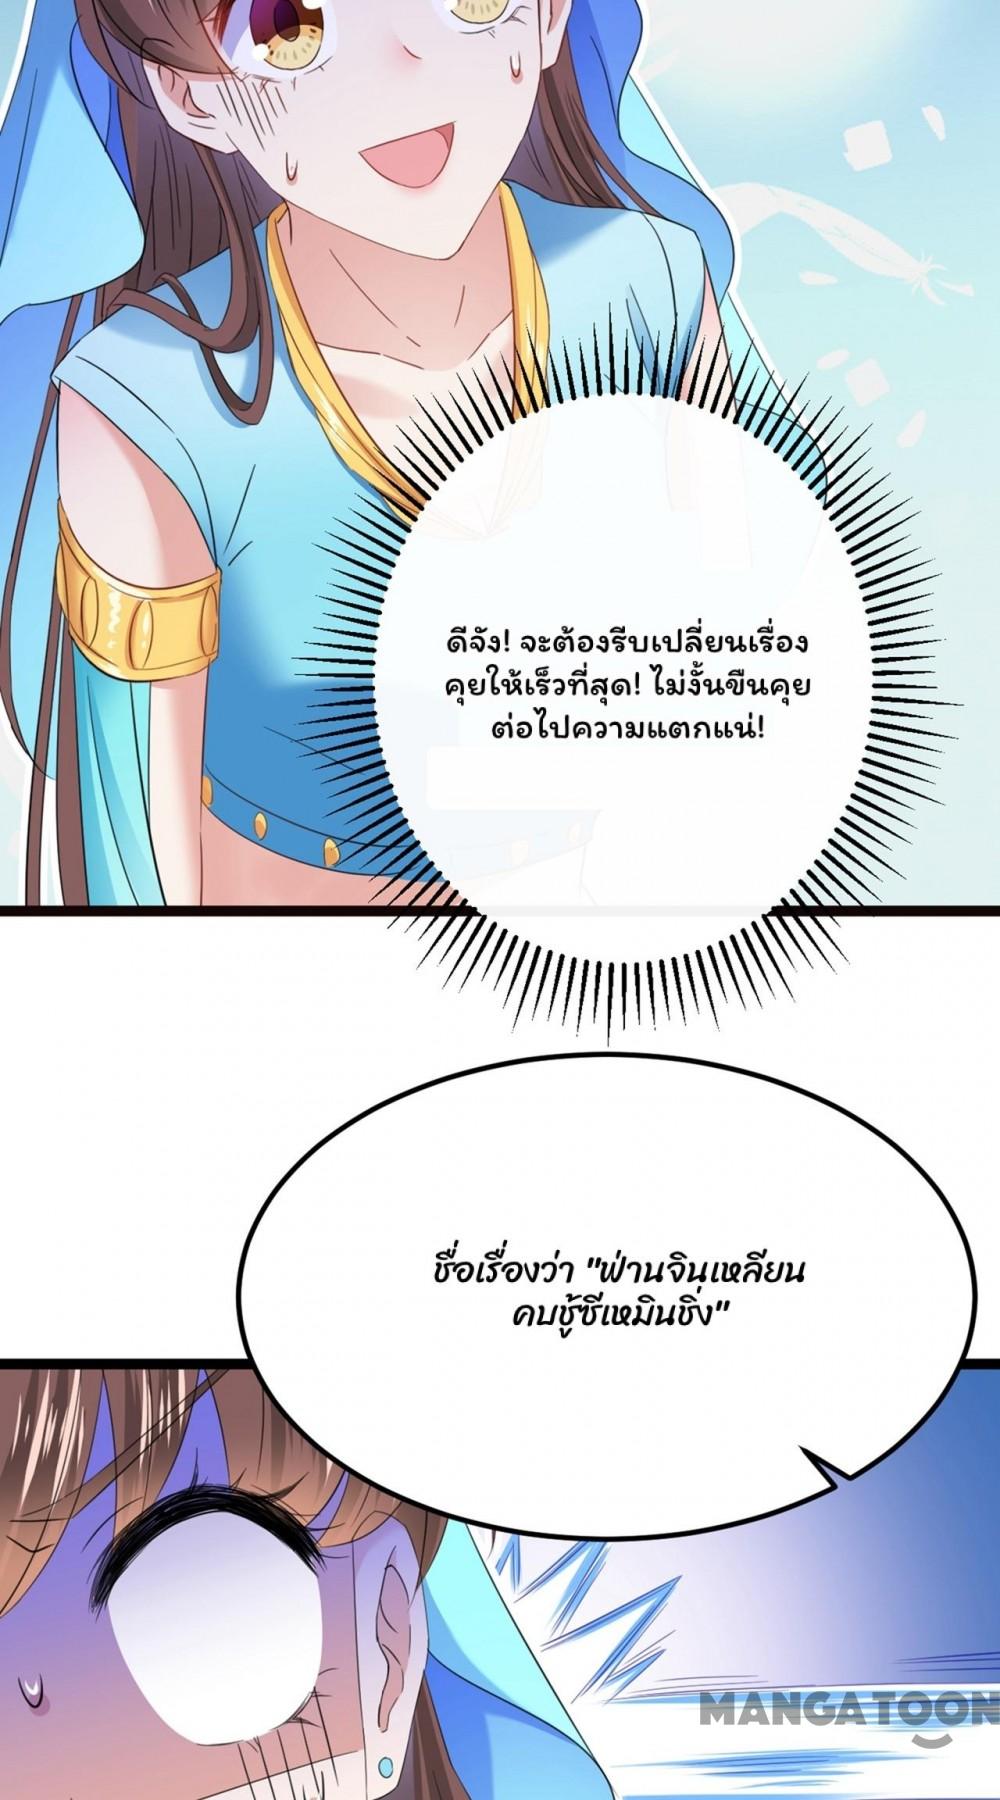 ดีจัง! จะต้องรีบเปลี่ยนเรื่อง
คุยให้เร็วที่สุด! ไม่งั้นขืนคุย
ต่อไปความแตกแน่!
ชื่อเรื่องว่า "ฟ่านจินเหลียน
คบชู้ซีเหมินชิ่ง"
MANGATOON